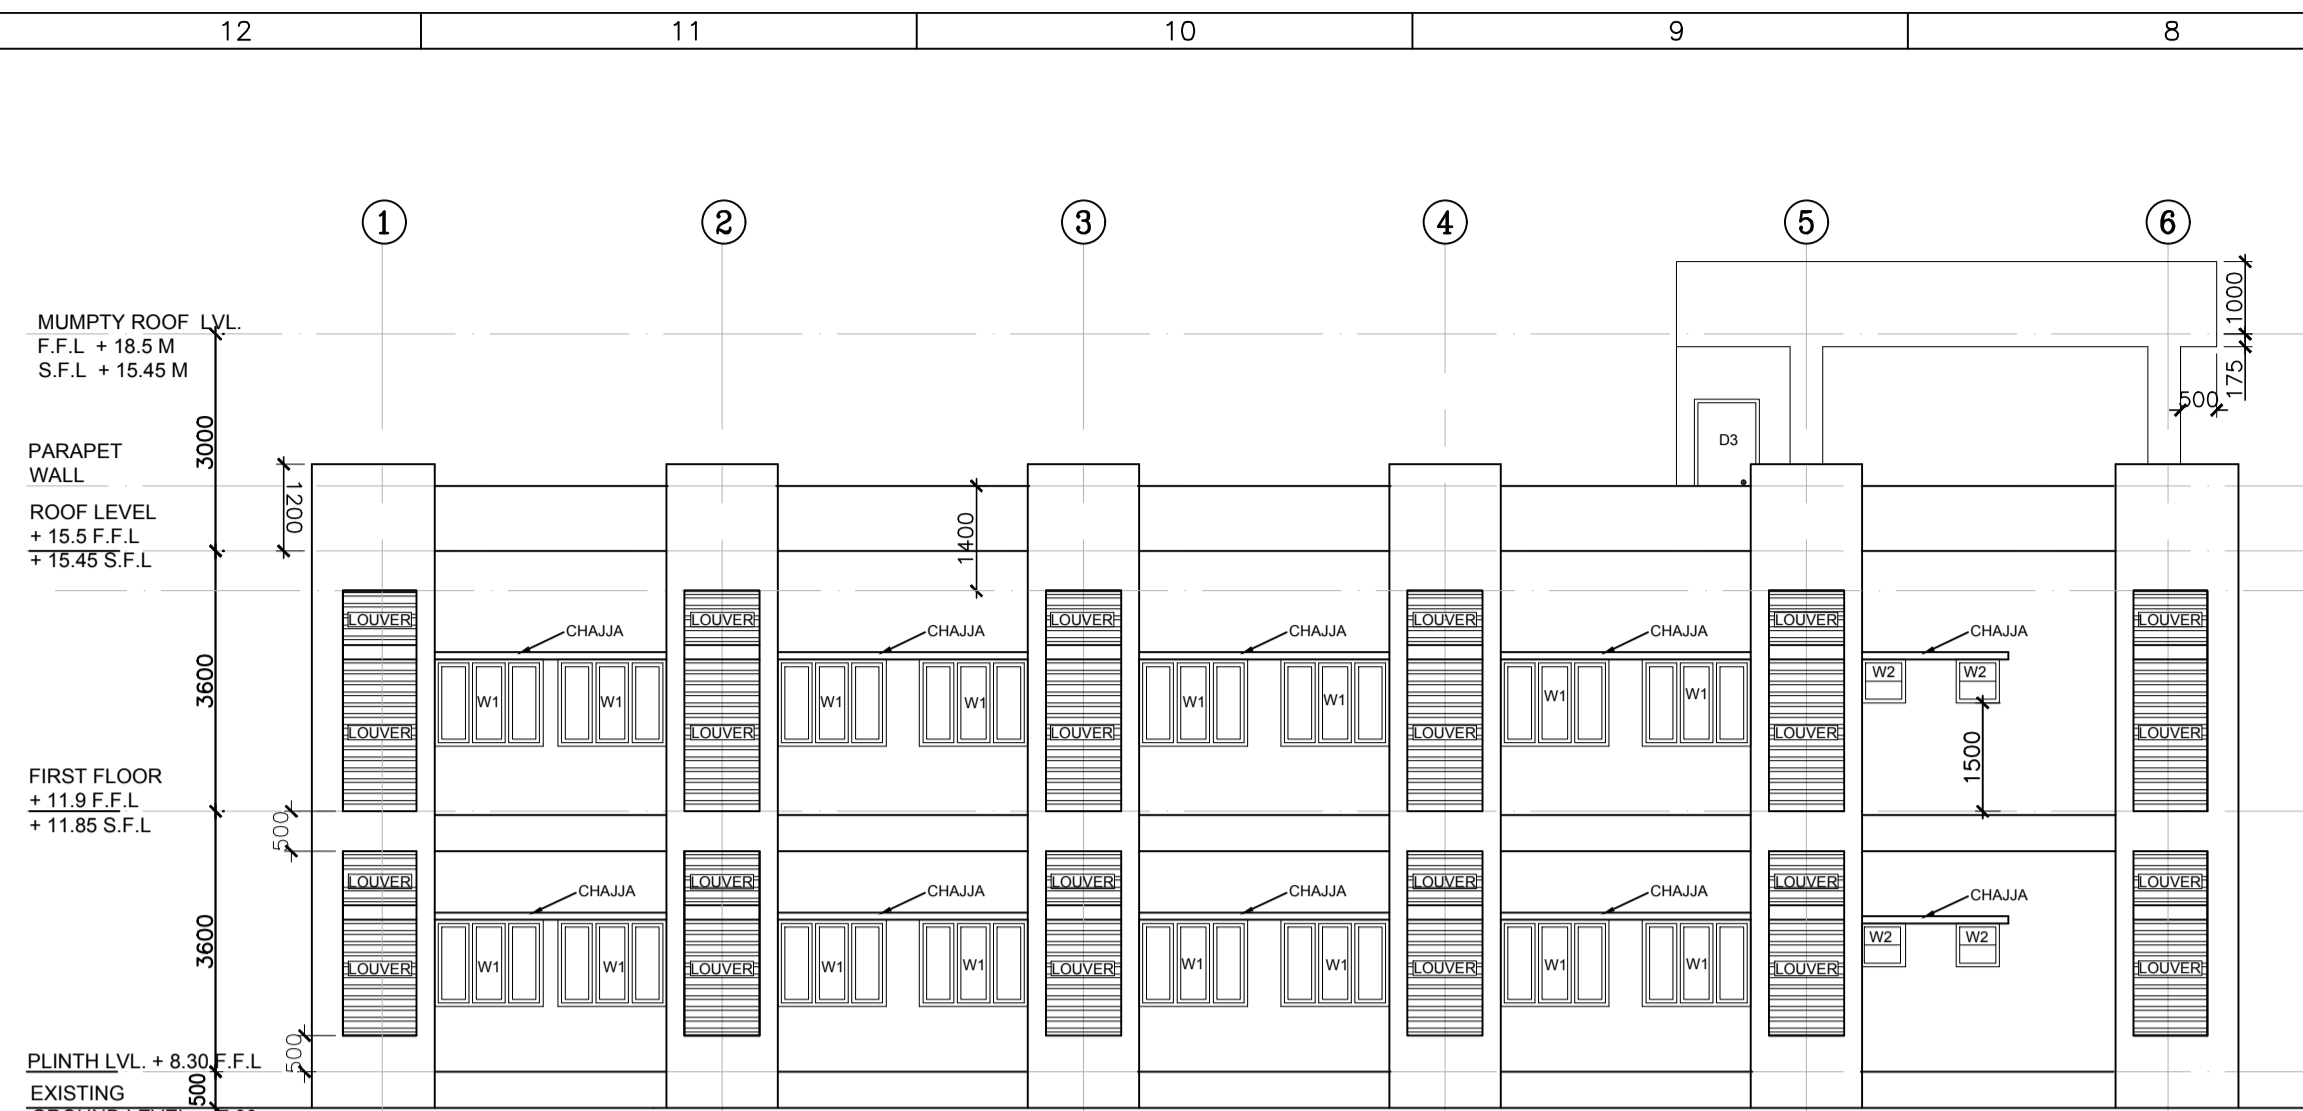 12 11 10 9 8
1 2 3 4 5 6
MUMPTY ROOF LVL.
F.F.L + 18.5 M
S.F.L + 15.45 M
1000
175
500
3000
D3
PARAPET
WALL
1200
1400
ROOF LEVEL
+ 15.5 F.F.L
+ 15.45 S.F.L
LOUVER LOUVER LOUVER LOUVER LOUVER LOUVER
CHAJJA CHAJJA CHAJJA CHAJJA CHAJJA
3600
W1 W1 W1 W1 W1 W1 W1 W1 W2 W2
LOUVER LOUVER LOUVER LOUVER LOUVER LOUVER
1500
FIRST FLOOR
+ 11.9 F.F.L
+ 11.85 S.F.L
500
LOUVER LOUVER LOUVER LOUVER LOUVER LOUVER
CHAJJA CHAJJA CHAJJA CHAJJA CHAJJA
3600
W1 W1 W1 W1 W1 W1 W1 W1 W2 W2
LOUVER LOUVER LOUVER LOUVER LOUVER LOUVER
500
PLINTH LVL. + 8.30 F.F.L
500
EXISTING